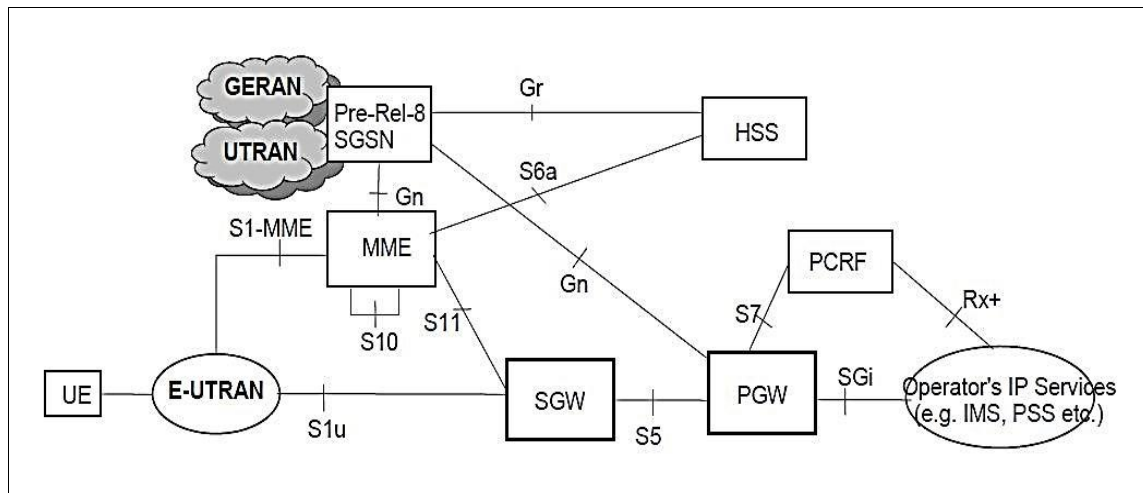 GERAN
UTRAN
Pre-Rel-8
SGSN
Gr
HSS
S6a
Gn
S1-MME
MME
Gn
PCRF
S10
S11
S7
Rx+
UE
E-UTRAN
S1u
SGW
S5
PGW
SGi
Operator's IP Services
(e.g. IMS, PSS etc.)